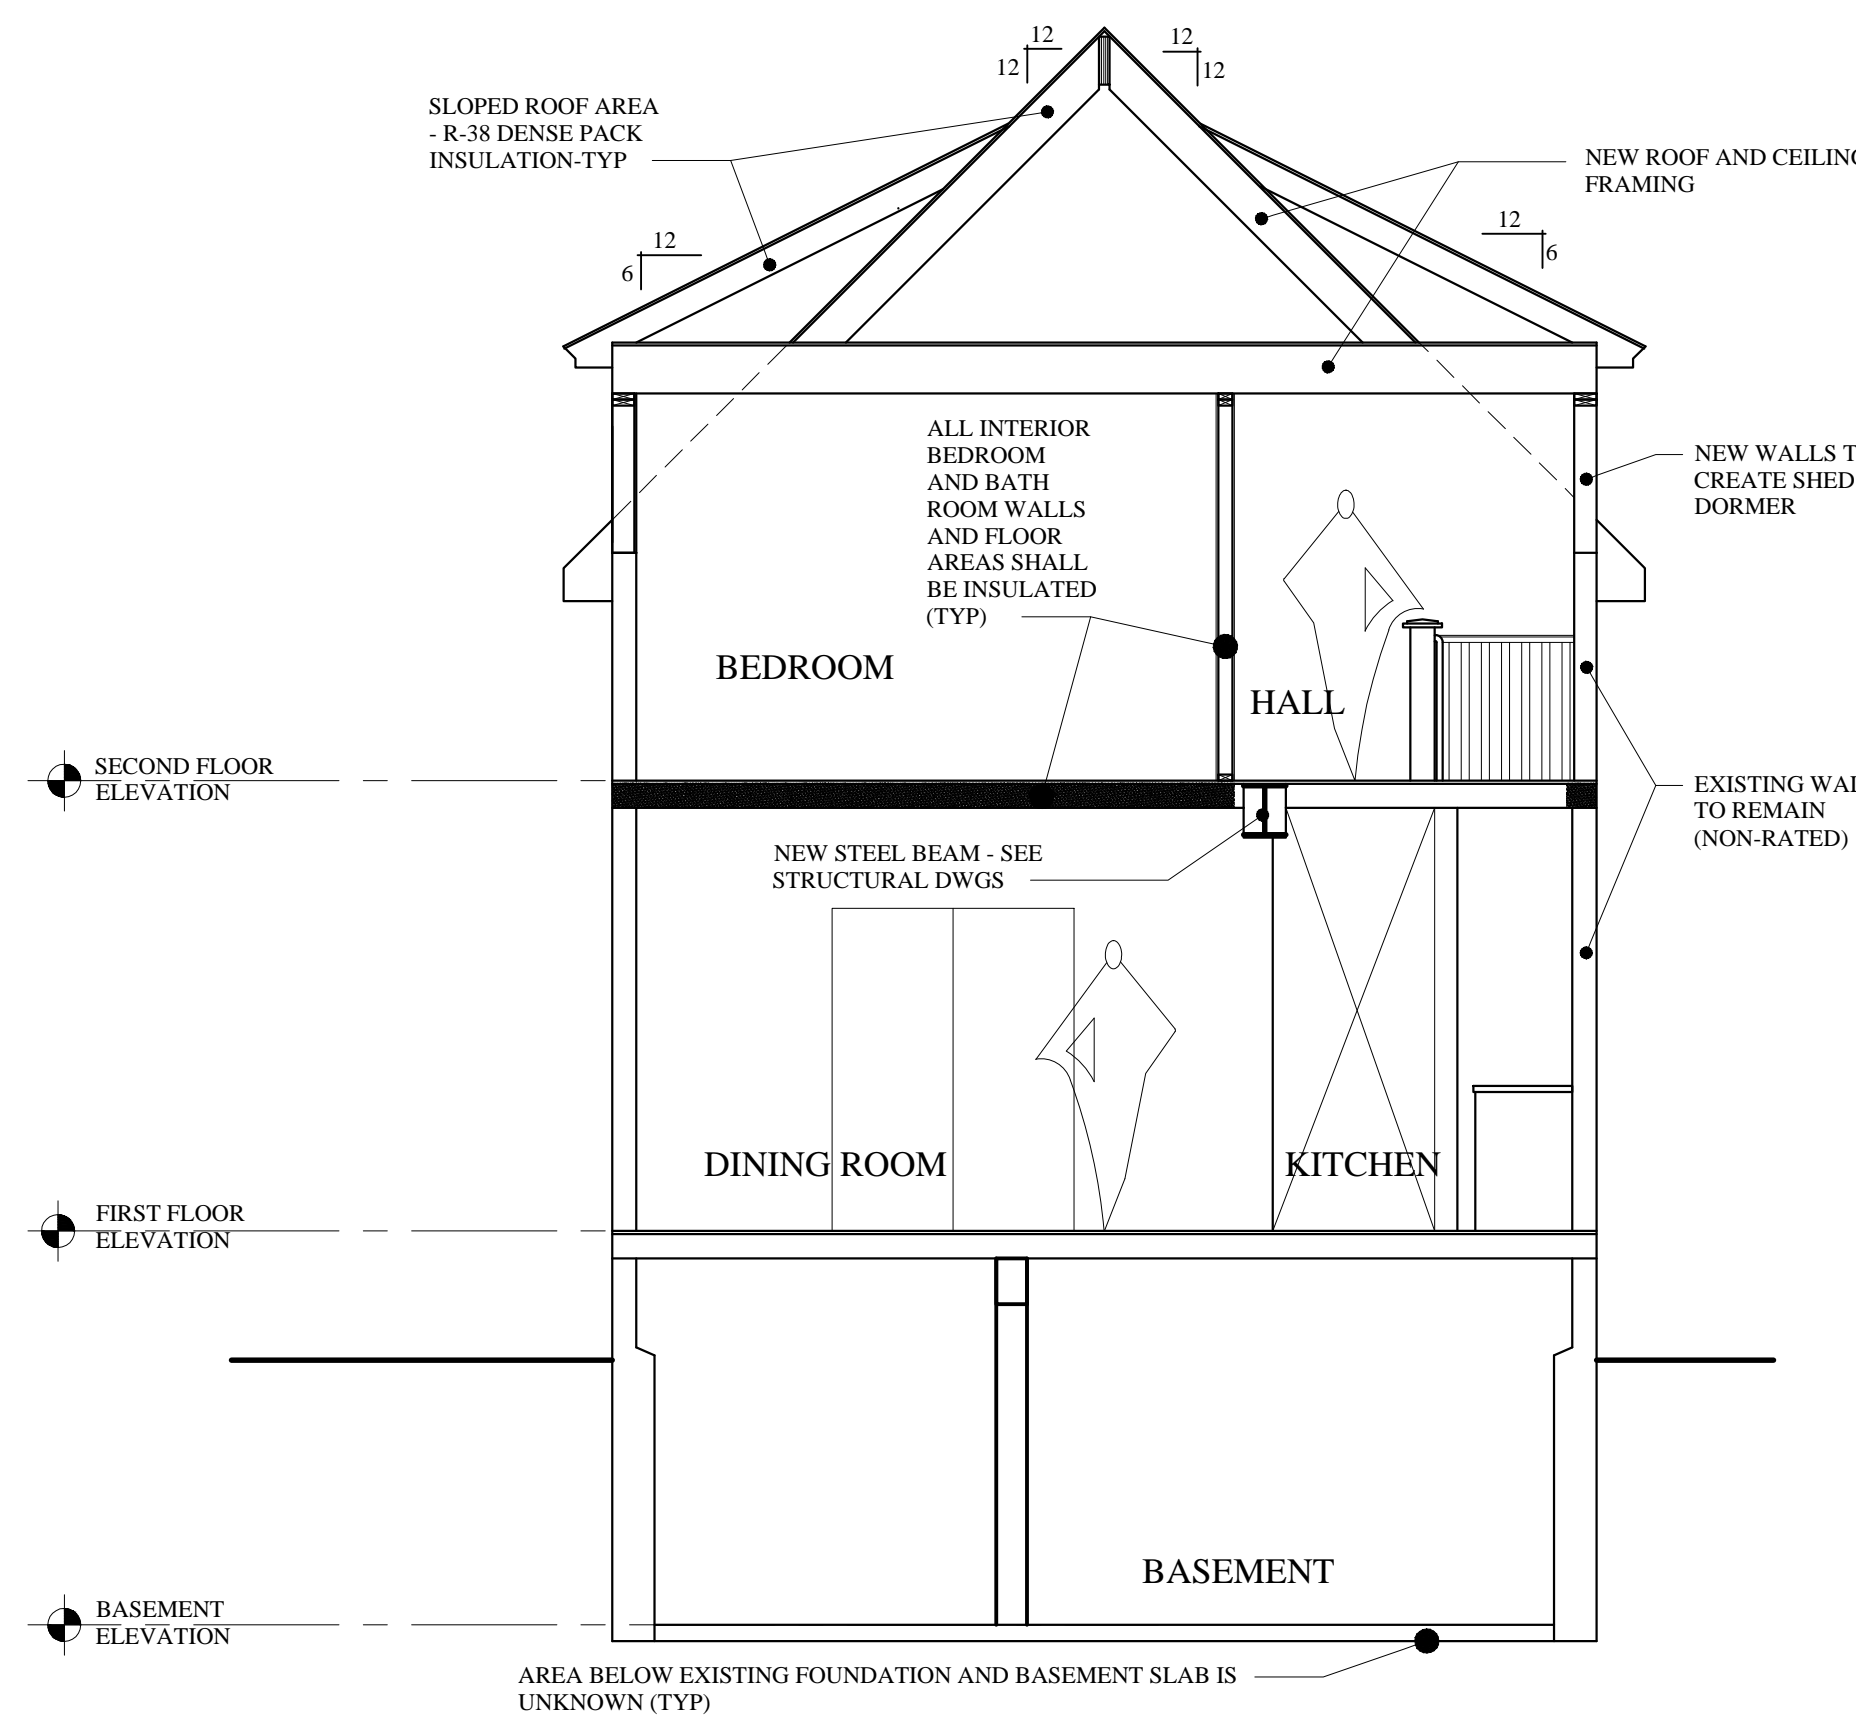 12
12
12
12
SLOPED ROOF AREA
- R-38 DENSE PACK
INSULATION-TYP
NEW ROOF AND CEILING
FRAMING
12
6
12
6
ALL INTERIOR
BEDROOM
AND BATH
ROOM WALLS
AND FLOOR
AREAS SHALL
BE INSULATED
(TYP)
NEW WALLS T
CREATE SHED
DORMER
BEDROOM
HALL
SECOND FLOOR
ELEVATION
EXISTING WAL
TO REMAIN
(NON-RATED)
NEW STEEL BEAM - SEE
STRUCTURAL DWGS
DINING ROOM
KITCHEN
FIRST FLOOR
ELEVATION
BASEMENT
BASEMENT
ELEVATION
AREA BELOW EXISTING FOUNDATION AND BASEMENT SLAB IS
UNKNOWN (TYP)